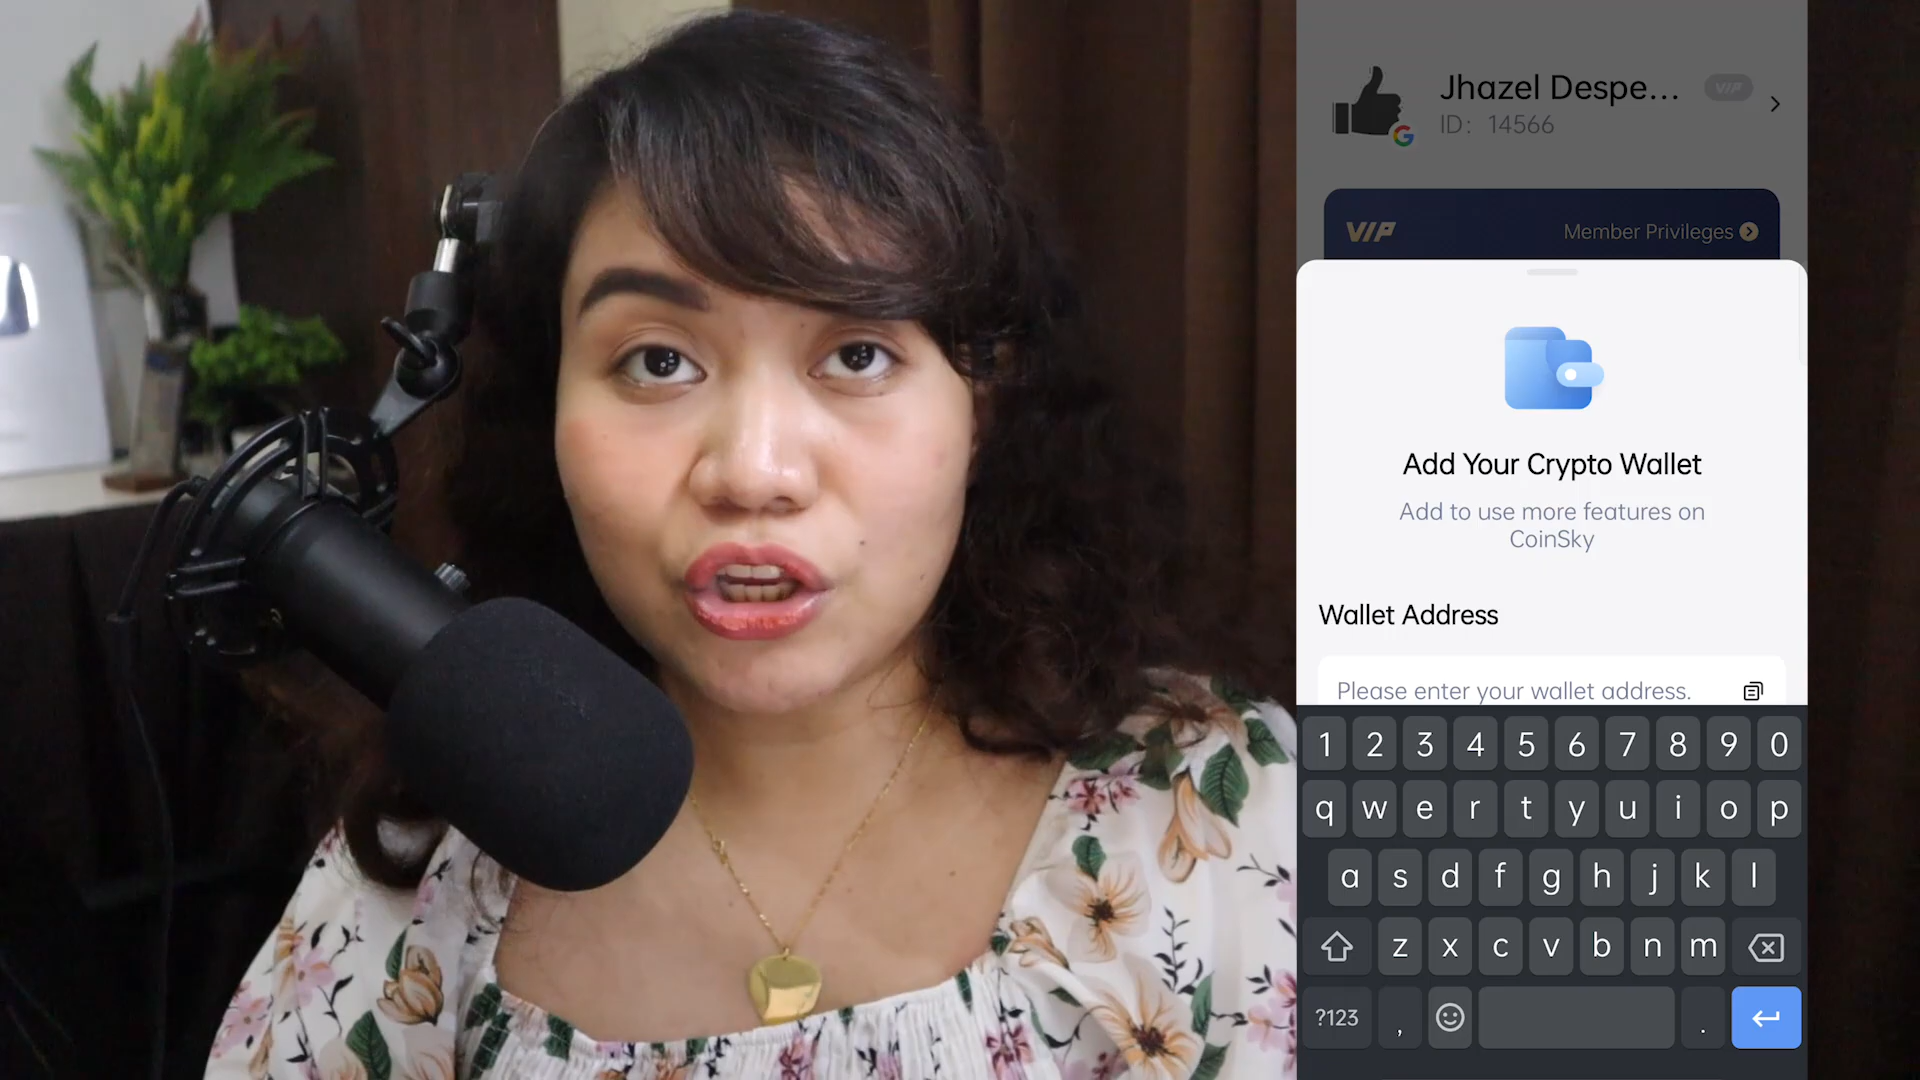 Jhazel Despe...
VIP
ID: 14566
VIP
Member Privileges
Add Your Crypto Wallet
Add to use more features on
CoinSky
Wallet Address
Please enter your wallet address.
1 2 3 4 5 6 7 8 9 0
q w e r t y u i o p
a s d f g h j k l
z x c v b n m
?123 , .